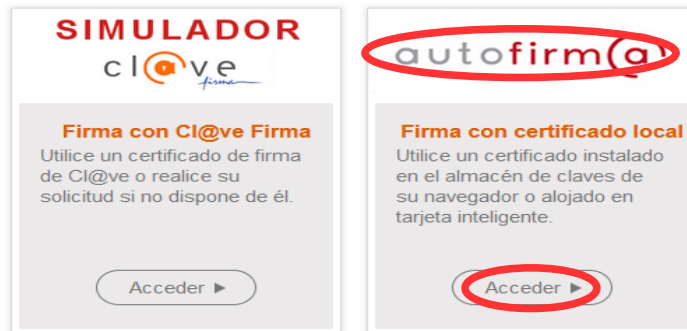 SIMULADOR
cl@ve
firma
Firma con Cl@ve Firma
Utilice un certificado de firma
de Cl@ve o realice su
solicitud si no dispone de él.
Acceder ►
autofirm@
Firma con certificado local
Utilice un certificado instalado
en el almacén de claves de
su navegador o alojado en
tarjeta inteligente.
Acceder ►